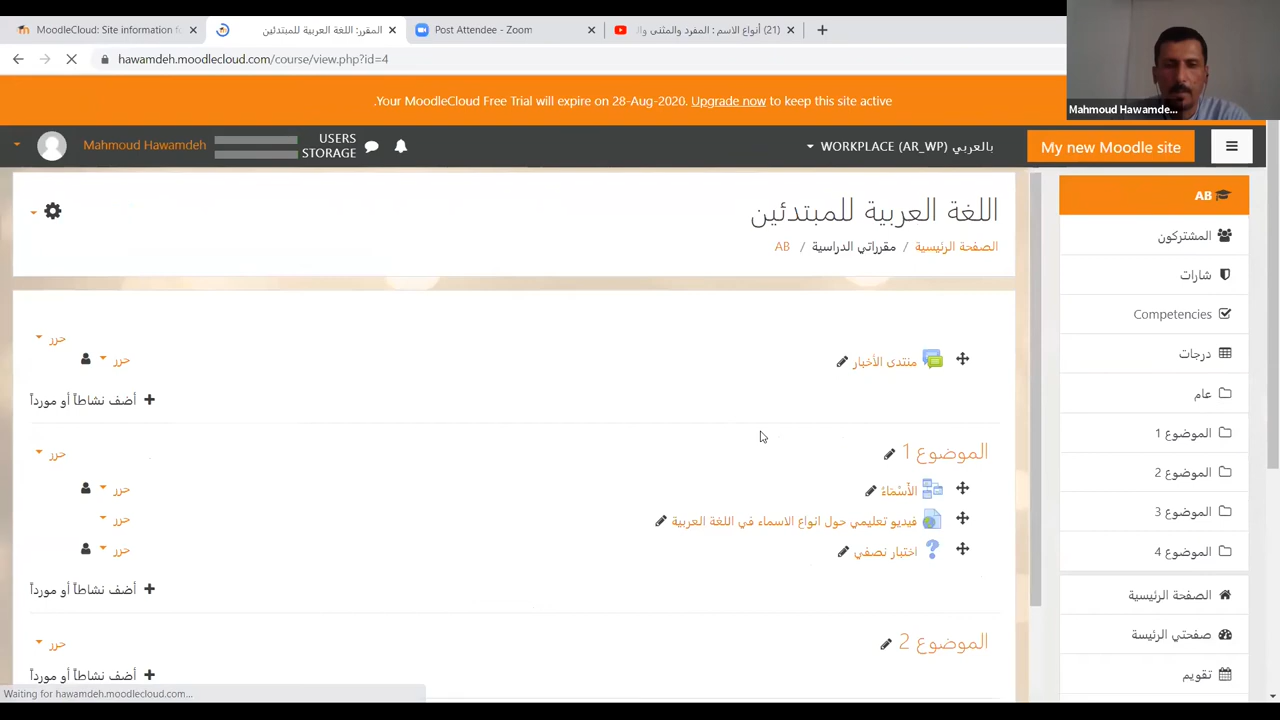 MoodleCloud: Site information f
المقرر: اللغة العربية للمبتدئين
Post Attendee - Zoom
(21) أنواع الاسم : المفرد والمثنى وال
hawamdeh.moodlecloud.com/course/view.php?id=4
.Your MoodleCloud Free Trial will expire on 28-Aug-2020. Upgrade now to keep this site active
Mahmoud Hawamde...
Mahmoud Hawamdeh
USERS
STORAGE
بالعربي WORKPLACE (AR_WP)
My new Moodle site
اللغة العربية للمبتدئين
الصفحة الرئيسية / مقرراتي الدراسية / AB
حرر
منتدى الأخبار
حرر
أضف نشاطاً أو مورداً
الموضوع 1
حرر
الأَسْمَاءُ
حرر
فيديو تعليمي حول انواع الاسماء في اللغة العربية
حرر
اختبار نصفي
حرر
أضف نشاطاً أو مورداً
الموضوع 2
حرر
أضف نشاطاً أو مورداً
AB
المشتركون
شارات
Competencies
درجات
عام
الموضوع 1
الموضوع 2
الموضوع 3
الموضوع 4
الصفحة الرئيسية
صفحتي الرئيسة
تقويم
Waiting for hawamdeh.moodlecloud.com...